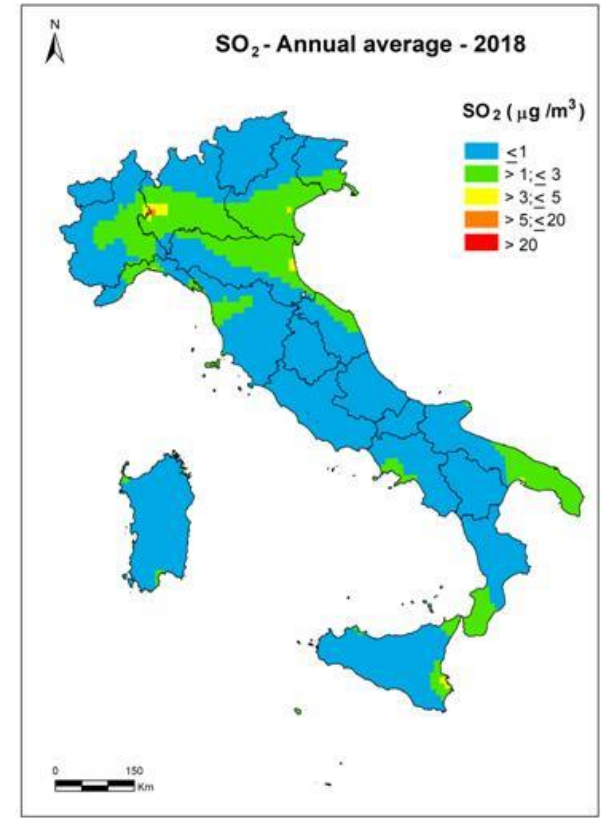 N
SO₂ - Annual average - 2018
SO₂ ( µg /m³)
≤1
> 1;≤ 3
> 3;≤ 5
> 5;≤20
> 20
0 150
Km